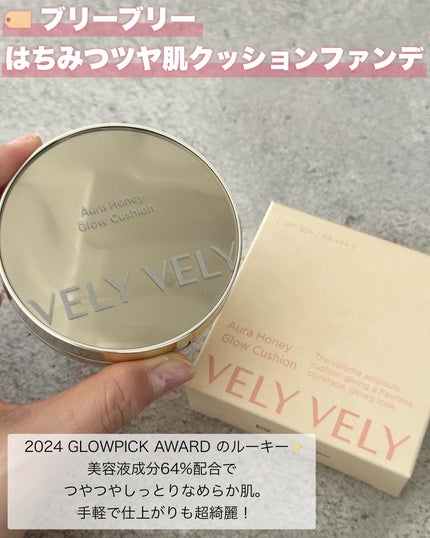 ブリーブリー
はちみつツヤ肌クッションファンデ
Aura Honey
Glow Cushion
VELY VELY
[ SPF 50+ / PA +++ ]
Aura Honey
Glow Cushion
The volume ampoule
cushion giving a flawless,
coverage, glowy look.
VELY VELY
2024 GLOWPICK AWARD のルーキー✨
美容液成分64%配合で
つやつやしっとりなめらか肌。
手軽で仕上がりも超綺麗！